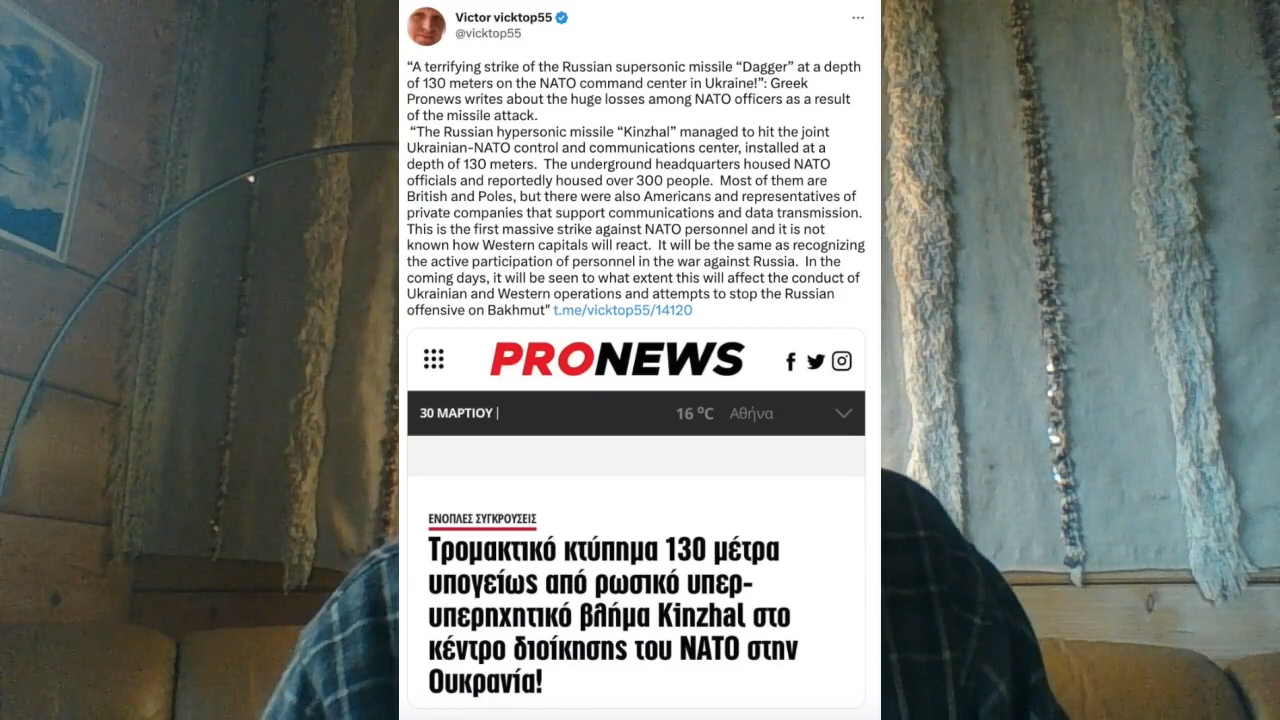 Victor vicktop55
@vicktop55
“A terrifying strike of the Russian supersonic missile “Dagger” at a depth
of 130 meters on the NATO command center in Ukraine!”: Greek
Pronews writes about the huge losses among NATO officers as a result
of the missile attack.
“The Russian hypersonic missile “Kinzhal” managed to hit the joint
Ukrainian-NATO control and communications center, installed at a
depth of 130 meters. The underground headquarters housed NATO
officials and reportedly housed over 300 people. Most of them are
British and Poles, but there were also Americans and representatives of
private companies that support communications and data transmission.
This is the first massive strike against NATO personnel and it is not
known how Western capitals will react. It will be the same as recognizing
the active participation of personnel in the war against Russia. In the
coming days, it will be seen to what extent this will affect the conduct of
Ukrainian and Western operations and attempts to stop the Russian
offensive on Bakhmut" t.me/vicktop55/14120
PRONEWS
30 ΜΑΡΤΙΟΥ | 16 °C Αθήνα
ΕΝΟΠΛΕΣ ΣΥΓΚΡΟΥΣΕΙΣ
Τρομακτικό κτύπημα 130 μέτρα
υπογείως από ρωσικό υπερ-
υπερηχητικό βλήμα Kinzhal στο
κέντρο διοίκησης του ΝΑΤΟ στην
Ουκρανία!